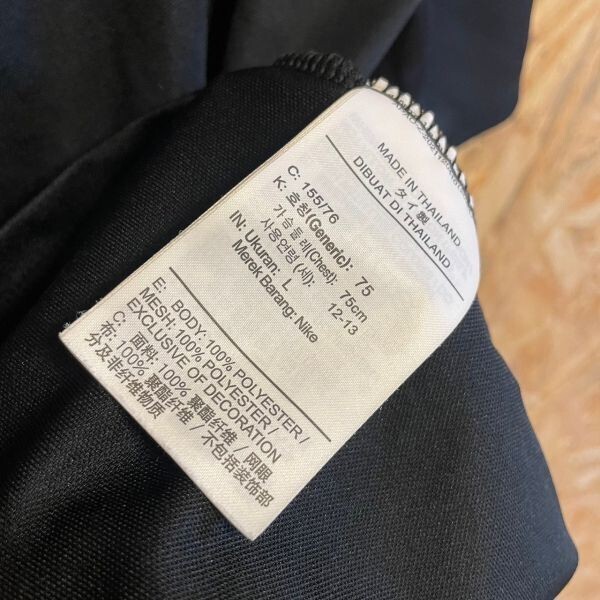 MADE IN THAILAND
タイ製
DIBUAT DI THAILAND
C: 155/76
K: 호칭(Generic): 75
가슴둘레(Chest): 75cm
사용연령 (세): 12-13
IN: Ukuran: L
Merek Barang: Nike
E: BODY: 100% POLYESTER /
MESH: 100% POLYESTER /
EXCLUSIVE OF DECORATION
C: 面料: 100% 聚酯纤维 / 网眼
布: 100% 聚酯纤维 / 不包括装饰部
分及非纤维物质